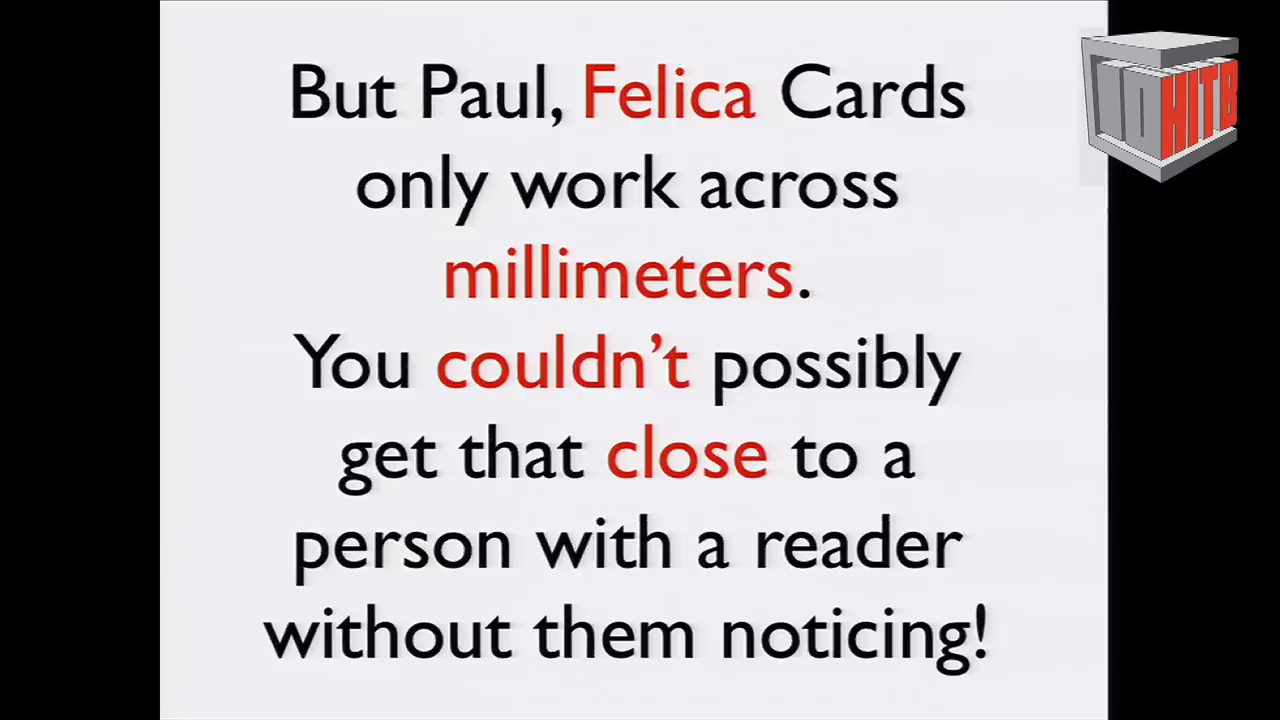 But Paul, Felica Cards
only work across
millimeters.
You couldn’t possibly
get that close to a
person with a reader
without them noticing!
10 HITB